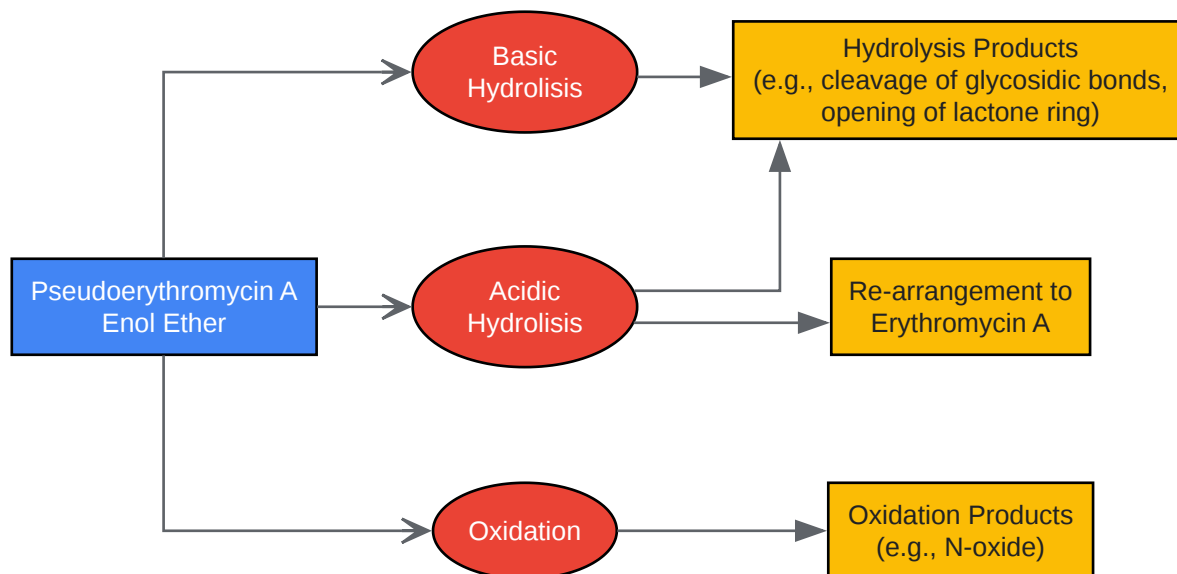 Basic
Hydrolisis
Hydrolysis Products
(e.g., cleavage of glycosidic bonds,
opening of lactone ring)
Pseudoerythromycin A
Enol Ether
Acidic
Hydrolisis
Re-arrangement to
Erythromycin A
Oxidation
Oxidation Products
(e.g., N-oxide)